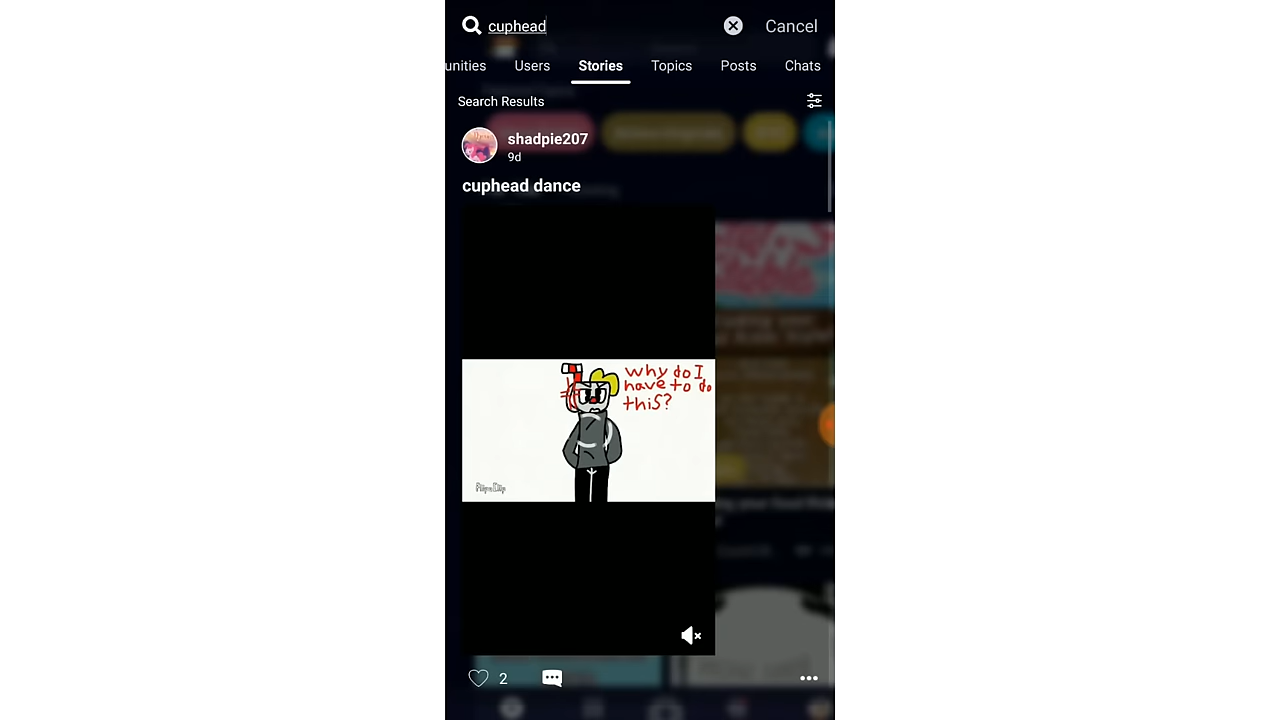 cuphead
Cancel
unities Users Stories Topics Posts Chats
Search Results
shadpie207
9d
cuphead dance
why do I
have to do
this?
2